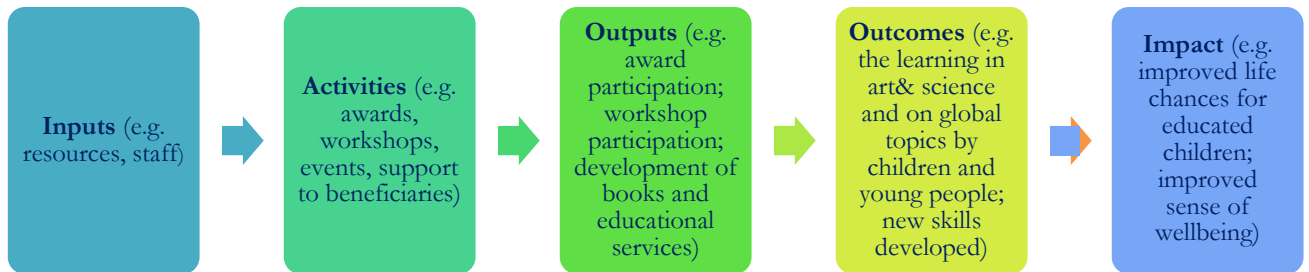 Inputs (e.g.
resources, staff)
Activities (e.g.
awards,
workshops,
events, support
to beneficiaries)
Outputs (e.g.
award
participation;
workshop
participation;
development of
books and
educational
services)
Outcomes (e.g.
the learning in
art& science
and on global
topics by
children and
young people;
new skills
developed)
Impact (e.g.
improved life
chances for
educated
children;
improved
sense of
wellbeing)